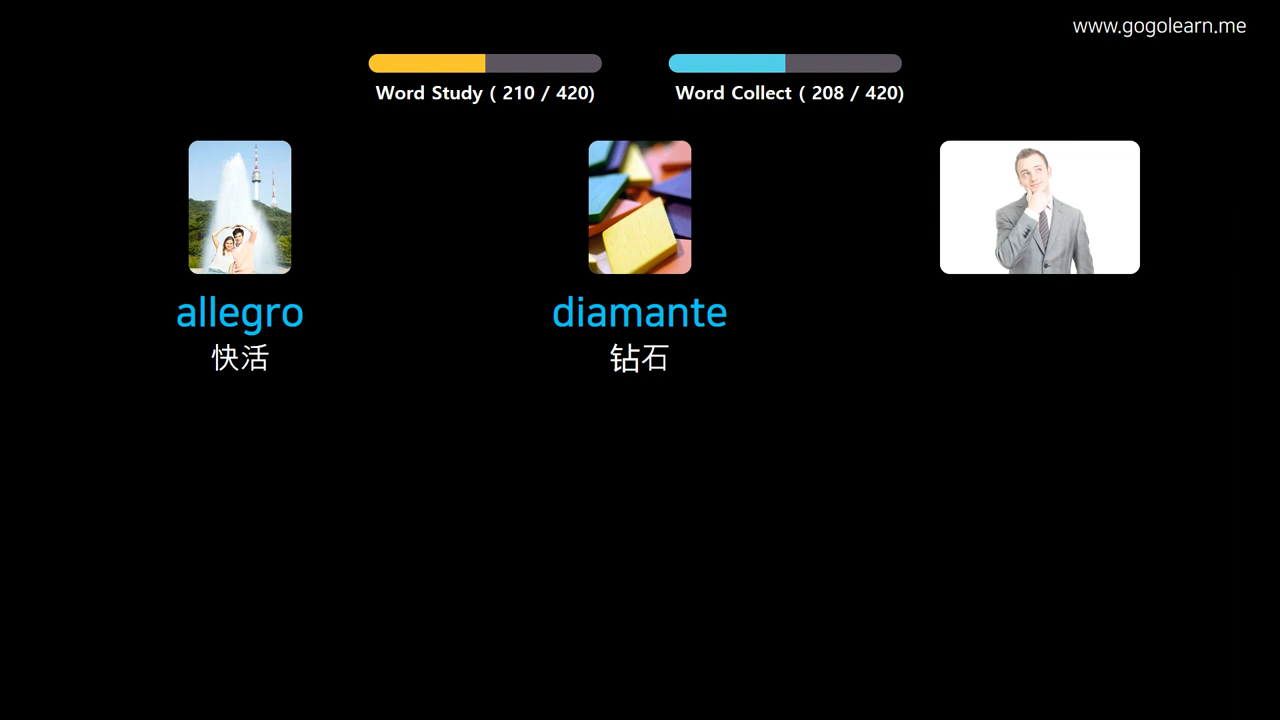 www.gogolearn.me
Word Study ( 210 / 420)
Word Collect ( 208 / 420)
allegro
快活
diamante
钻石